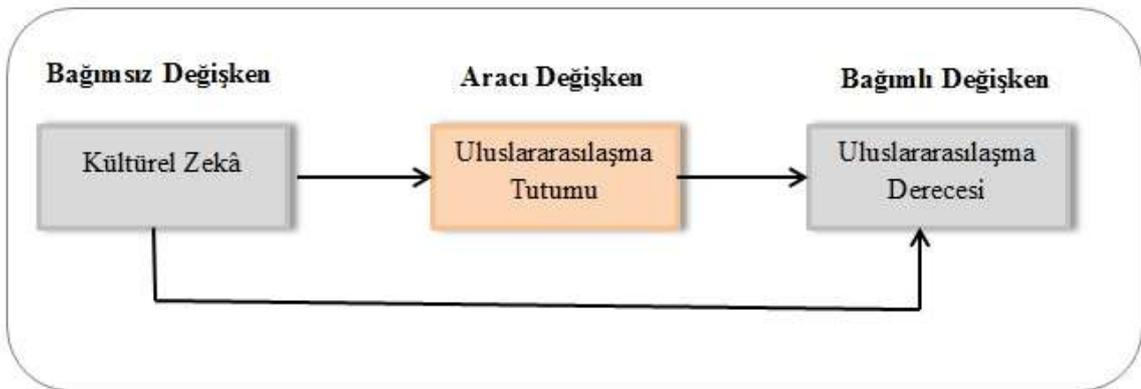 Bağımsız Değişken
Aracı Değişken
Bağımlı Değişken
Kültürel Zekâ
Uluslararasılaşma
Tutumu
Uluslararasılaşma
Derecesi